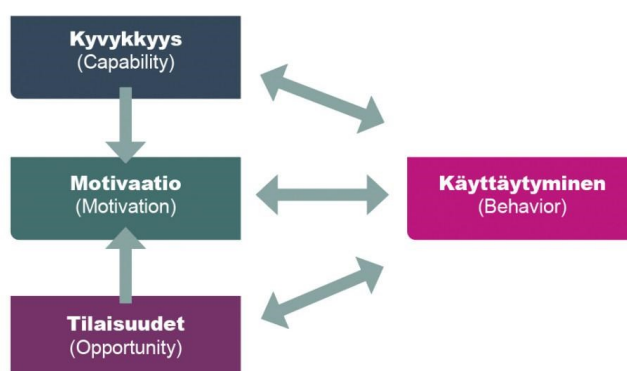 Kyvykkyys
(Capability)
Motivaatio
(Motivation)
Käyttäytyminen
(Behavior)
Tilaisuudet
(Opportunity)